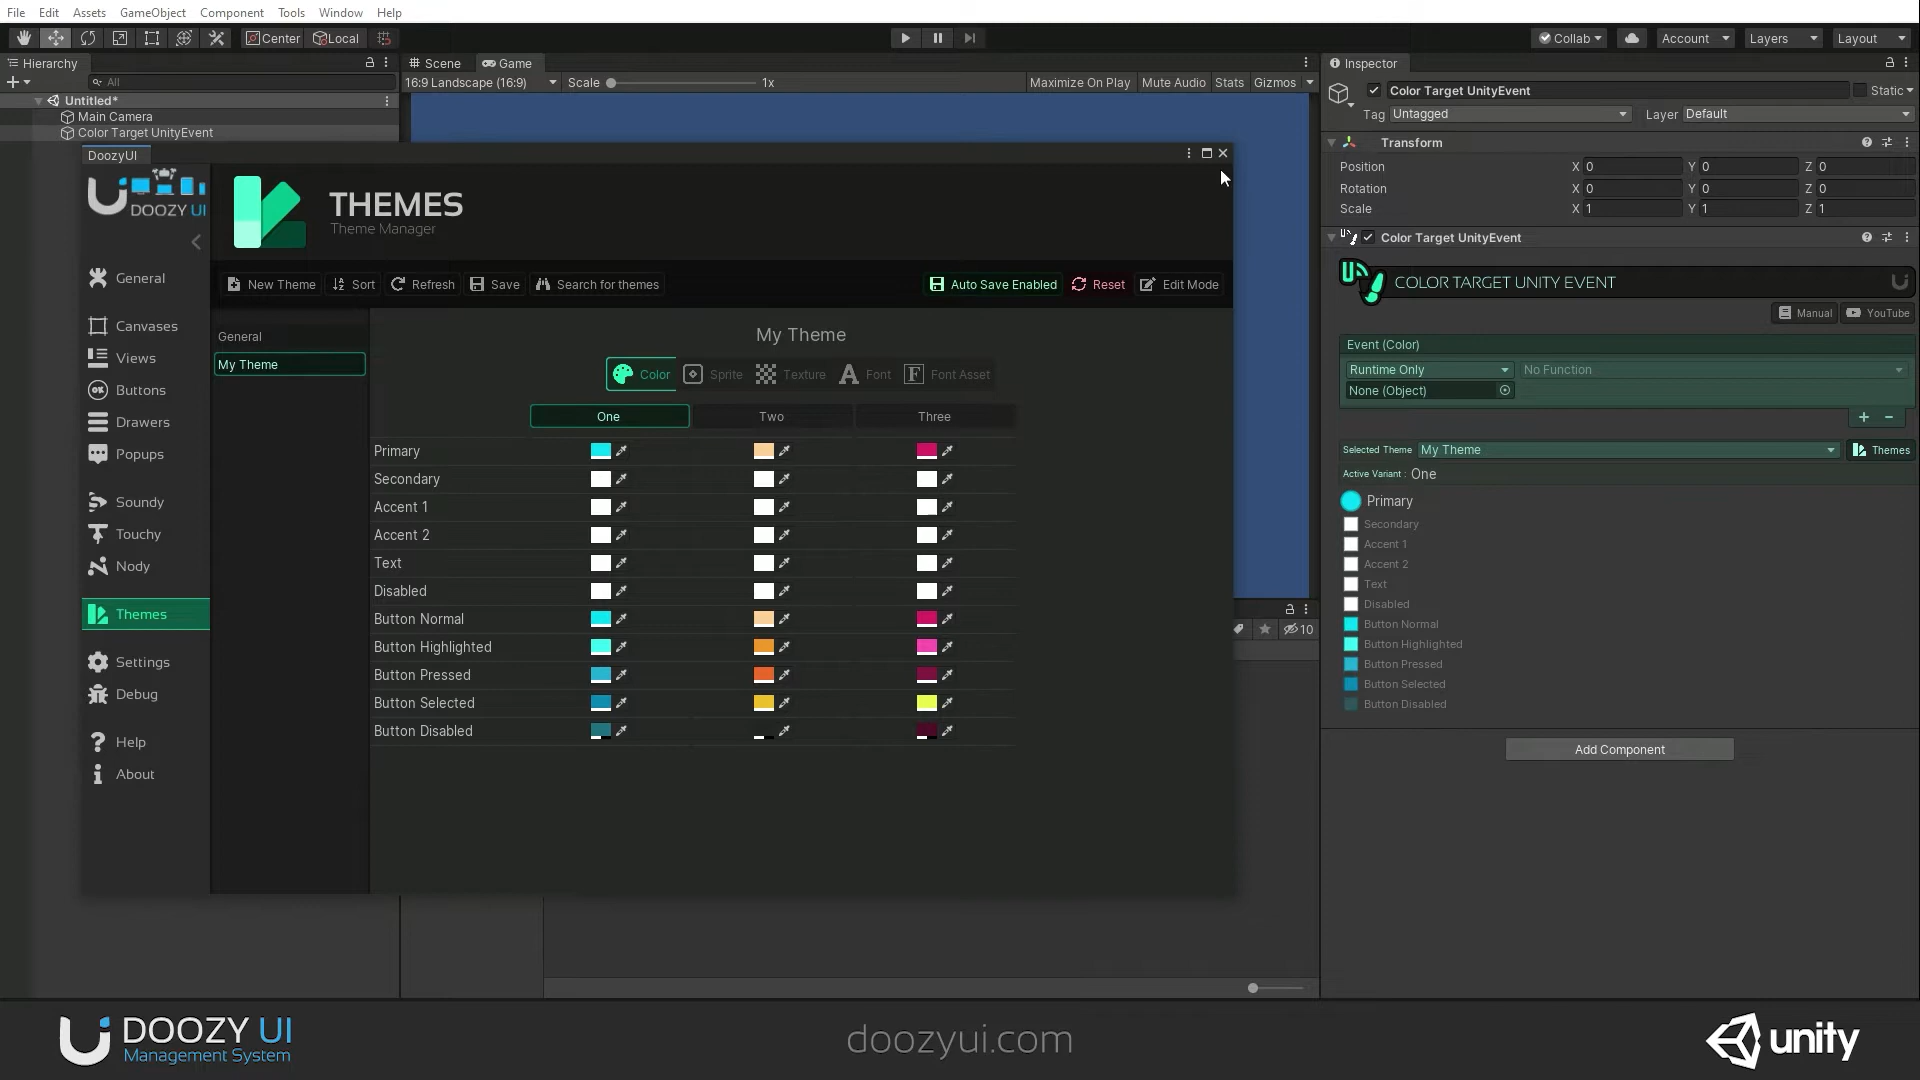 File Edit Assets GameObject Component Tools Window Help
Center Local Collab Account Layers Layout
Hierarchy
All
Untitled*
Main Camera
Color Target UnityEvent
Scene Game
16:9 Landscape (16:9) Scale 1x Maximize On Play Mute Audio Stats Gizmos
DoozyUI
DOOZY UI
General
Canvases
Views
Buttons
Drawers
Popups
Soundy
Touchy
Nody
Themes
Settings
Debug
Help
About
THEMES
Theme Manager
New Theme Sort Refresh Save Search for themes Auto Save Enabled Reset Edit Mode
General
My Theme
My Theme
Color Sprite Texture Font Font Asset
One Two Three
Primary
Secondary
Accent 1
Accent 2
Text
Disabled
Button Normal
Button Highlighted
Button Pressed
Button Selected
Button Disabled
10
Inspector
Color Target UnityEvent Static
Tag Untagged Layer Default
Transform
Position X 0 Y 0 Z 0
Rotation X 0 Y 0 Z 0
Scale X 1 Y 1 Z 1
Color Target UnityEvent
COLOR TARGET UNITY EVENT
Manual YouTube
Event (Color)
Runtime Only No Function
None (Object)
Selected Theme My Theme Themes
Active Variant : One
Primary
Secondary
Accent 1
Accent 2
Text
Disabled
Button Normal
Button Highlighted
Button Pressed
Button Selected
Button Disabled
Add Component
DOOZY UI
Management System
doozyui.com
unity